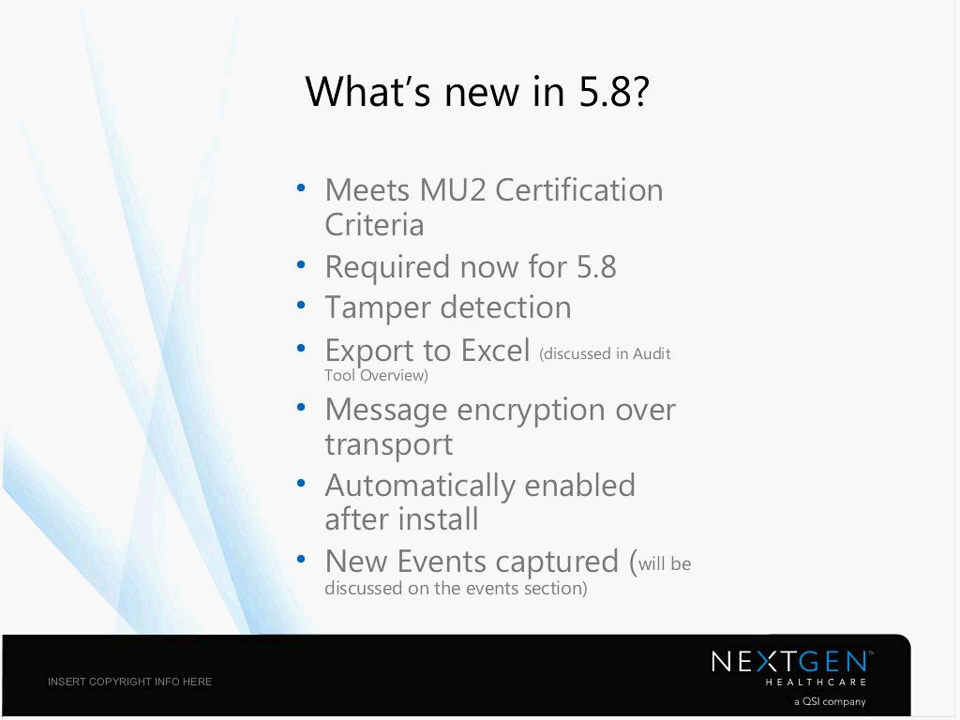 What's new in 5.8?
• Meets MU2 Certification
Criteria
• Required now for 5.8
• Tamper detection
• Export to Excel (discussed in Audit
Tool Overview)
• Message encryption over
transport
• Automatically enabled
after install
• New Events captured (will be
discussed on the events section)
INSERT COPYRIGHT INFO HERE
NEXTGEN™
HEALTHCARE
a QSI company